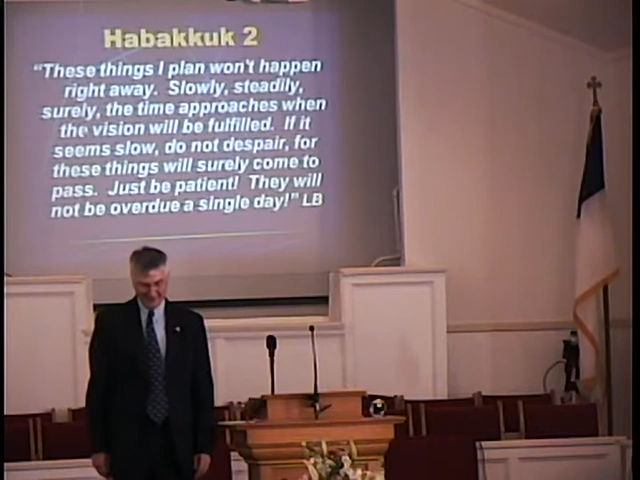 Habakkuk 2
“These things I plan won't happen
right away. Slowly, steadily,
surely, the time approaches when
the vision will be fulfilled. If it
seems slow, do not despair, for
these things will surely come to
pass. Just be patient! They will
not be overdue a single day!” LB